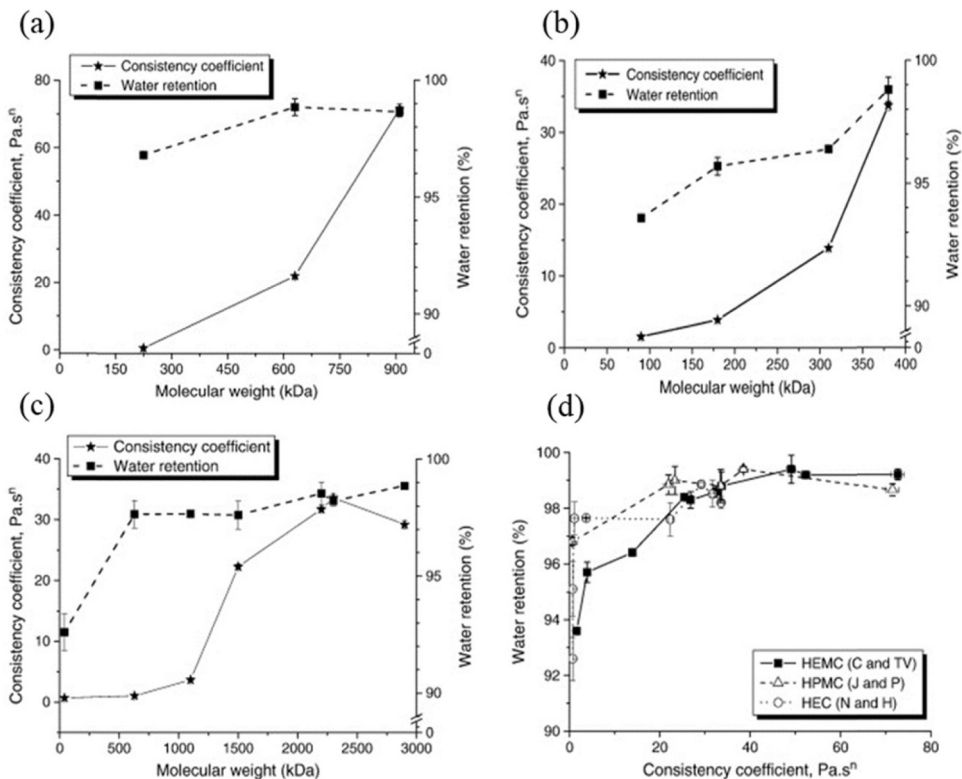 (a)
Consistency coefficient
Water retention
Consistency coefficient, Pa.sⁿ
80
60
40
20
0
100
95
90
0
Water retention (%)
0 150 300 450 600 750 900
Molecular weight (kDa)
(b)
Consistency coefficient
Water retention
Consistency coefficient, Pa.sⁿ
40
30
20
10
0
100
95
90
0
Water retention (%)
0 50 100 150 200 250 300 350 400
Molecular weight (kDa)
(c)
Consistency coefficient
Water retention
Consistency coefficient, Pa.sⁿ
40
30
20
10
0
100
95
90
0
Water retention (%)
0 500 1000 1500 2000 2500 3000
Molecular weight (kDa)
(d)
Water retention (%)
100
98
96
94
92
90
HEMC (C and TV)
HPMC (J and P)
HEC (N and H)
0 20 40 60 80
Consistency coefficient, Pa.sⁿ